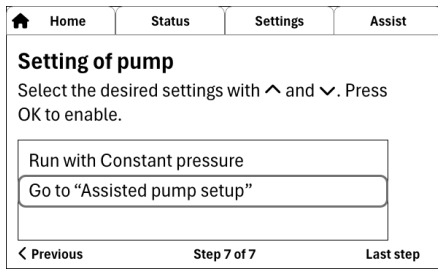 Home Status Settings Assist
Setting of pump
Select the desired settings with ∧ and ∨. Press
OK to enable.
Run with Constant pressure
Go to “Assisted pump setup”
< Previous Step 7 of 7 Last step